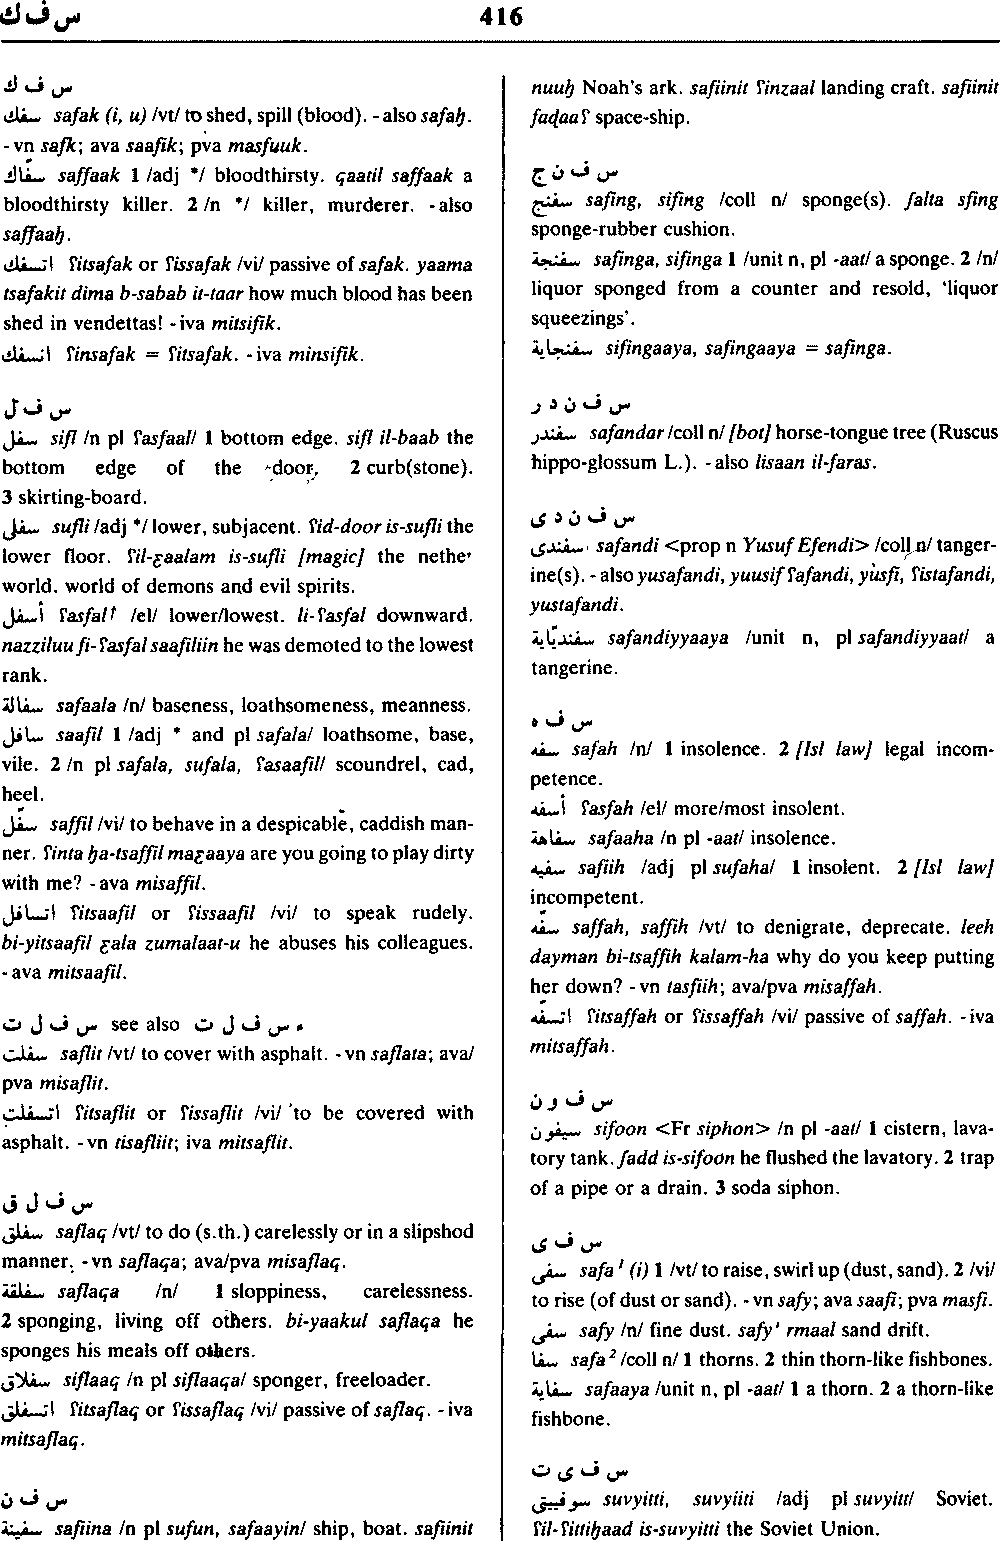 س ف ك
416
س ف ك
سفك safak (i, u) /vt/ to shed, spill (blood). -also safaḥ.
-vn safk; ava saafik; pva masfuuk.
سفّاك saffaak 1 /adj */ bloodthirsty. qaatil saffaak a
bloodthirsty killer. 2 /n */ killer, murderer. -also
saffaaḥ.
اتسفك ʕitsafak or ʕissafak /vi/ passive of safak. yaama
tsafakit dima b-sabab it-taar how much blood has been
shed in vendettas! -iva mitsifik.
انسفك ʕinsafak = ʕitsafak. -iva minsifik.
س ف ل
سفل sifl /n pl ʕasfaal/ 1 bottom edge. sifl il-baab the
bottom edge of the door. 2 curb(stone).
3 skirting-board.
سفلي sufli /adj */ lower, subjacent. ʕid-door is-sufli the
lower floor. ʕil-ƹaalam is-sufli [magic] the nether
world. world of demons and evil spirits.
أسفل ʕasfal↑ /el/ lower/lowest. li-ʕasfal downward.
nazziluu fi-ʕasfal saafiliin he was demoted to the lowest
rank.
سفالة safaala /n/ baseness, loathsomeness, meanness.
سافل saafil 1 /adj * and pl safala/ loathsome, base,
vile. 2 /n pl safala, sufala, ʕasaafil/ scoundrel, cad,
heel.
سفّل saffil /vi/ to behave in a despicable, caddish man-
ner. ʕinta ḥa-tsaffil maƹaaya are you going to play dirty
with me? -ava misaffil.
اتسافل ʕitsaafil or ʕissaafil /vi/ to speak rudely.
bi-yitsaafil ƹala zumalaat-u he abuses his colleagues.
-ava mitsaafil.
س ف ل ت see also ء س ف ل ت
سفلت saflit /vt/ to cover with asphalt. -vn saflata; ava/
pva misaflit.
اتسفلت ʕitsaflit or ʕissaflit /vi/ to be covered with
asphalt. -vn tisafliit; iva mitsaflit.
س ف ل ق
سفلق saflaq /vt/ to do (s.th.) carelessly or in a slipshod
manner. -vn saflaqa; ava/pva misaflaq.
سفلقة saflaqa /n/ 1 sloppiness, carelessness.
2 sponging, living off others. bi-yaakul saflaqa he
sponges his meals off others.
سفلاق siflaaq /n pl siflaaqa/ sponger, freeloader.
اتسفلق ʕitsaflaq or ʕissaflaq /vi/ passive of saflaq. -iva
mitsaflaq.
س ف ن
سفينة safiina /n pl sufun, safaayin/ ship, boat. safiinit
nuuḥ Noah's ark. safiinit ʕinzaal landing craft. safiinit
faḍaaʕ space-ship.
س ف ن ج
سفنج safing, sifing /coll n/ sponge(s). falta sfing
sponge-rubber cushion.
سفنجة safinga, sifinga 1 /unit n, pl -aat/ a sponge. 2 /n/
liquor sponged from a counter and resold, 'liquor
squeezings'.
سفنجاية sifingaaya, safingaaya = safinga.
س ف ن د ر
سفندر safandar /coll n/ [bot] horse-tongue tree (Ruscus
hippo-glossum L.). -also lisaan il-faras.
س ف ن د ى
سفندى safandi <prop n Yusuf Efendi> /coll n/ tanger-
ine(s). -also yusafandi, yuusif ʕafandi, yusfi, ʕistafandi,
yustafandi.
سفنديّاية safandiyyaaya /unit n, pl safandiyyaat/ a
tangerine.
س ف ه
سفه safah /n/ 1 insolence. 2 [Isl law] legal incom-
petence.
أسفه ʕasfah /el/ more/most insolent.
سفاهة safaaha /n pl -aat/ insolence.
سفيه safiih /adj pl sufaha/ 1 insolent. 2 [Isl law]
incompetent.
سفّه saffah, saffih /vt/ to denigrate, deprecate. leeh
dayman bi-tsaffih kalam-ha why do you keep putting
her down? -vn tasfiih; ava/pva misaffah.
اتسفّه ʕitsaffah or ʕissaffah /vi/ passive of saffah. -iva
mitsaffah.
س ف و ن
سيفون sifoon <Fr siphon> /n pl -aat/ 1 cistern, lava-
tory tank. fadd is-sifoon he flushed the lavatory. 2 trap
of a pipe or a drain. 3 soda siphon.
س ف ى
سفى safa¹ (i) 1 /vt/ to raise, swirl up (dust, sand). 2 /vi/
to rise (of dust or sand). -vn safy; ava saafi; pva masfi.
سفى safy /n/ fine dust. safy' rmaal sand drift.
سفا safa² /coll n/ 1 thorns. 2 thin thorn-like fishbones.
سفاية safaaya /unit n, pl -aat/ 1 a thorn. 2 a thorn-like
fishbone.
س ف ى ت
سوفييتى suvyitti, suvyiiti /adj pl suvyitt/ Soviet.
ʕil-ʕittiḥaad is-suvyitti the Soviet Union.